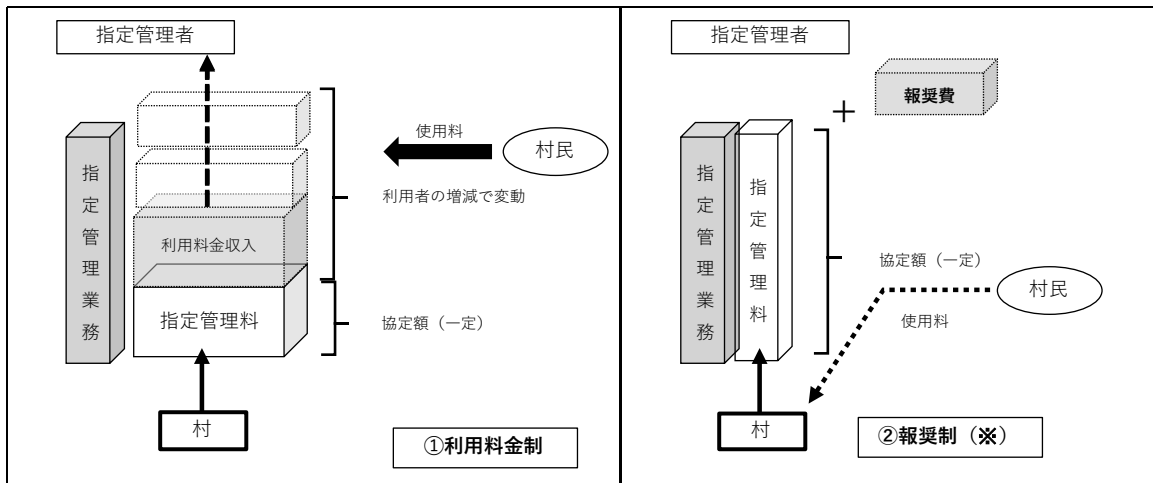 指定管理者
使用料
村民
利用者の増減で変動
指定管理業務
利用料金収入
指定管理料
協定額（一定）
村
①利用料金制
指定管理者
報奨費
＋
指定管理業務
指定管理料
協定額（一定）
村民
使用料
村
②報奨制（※）